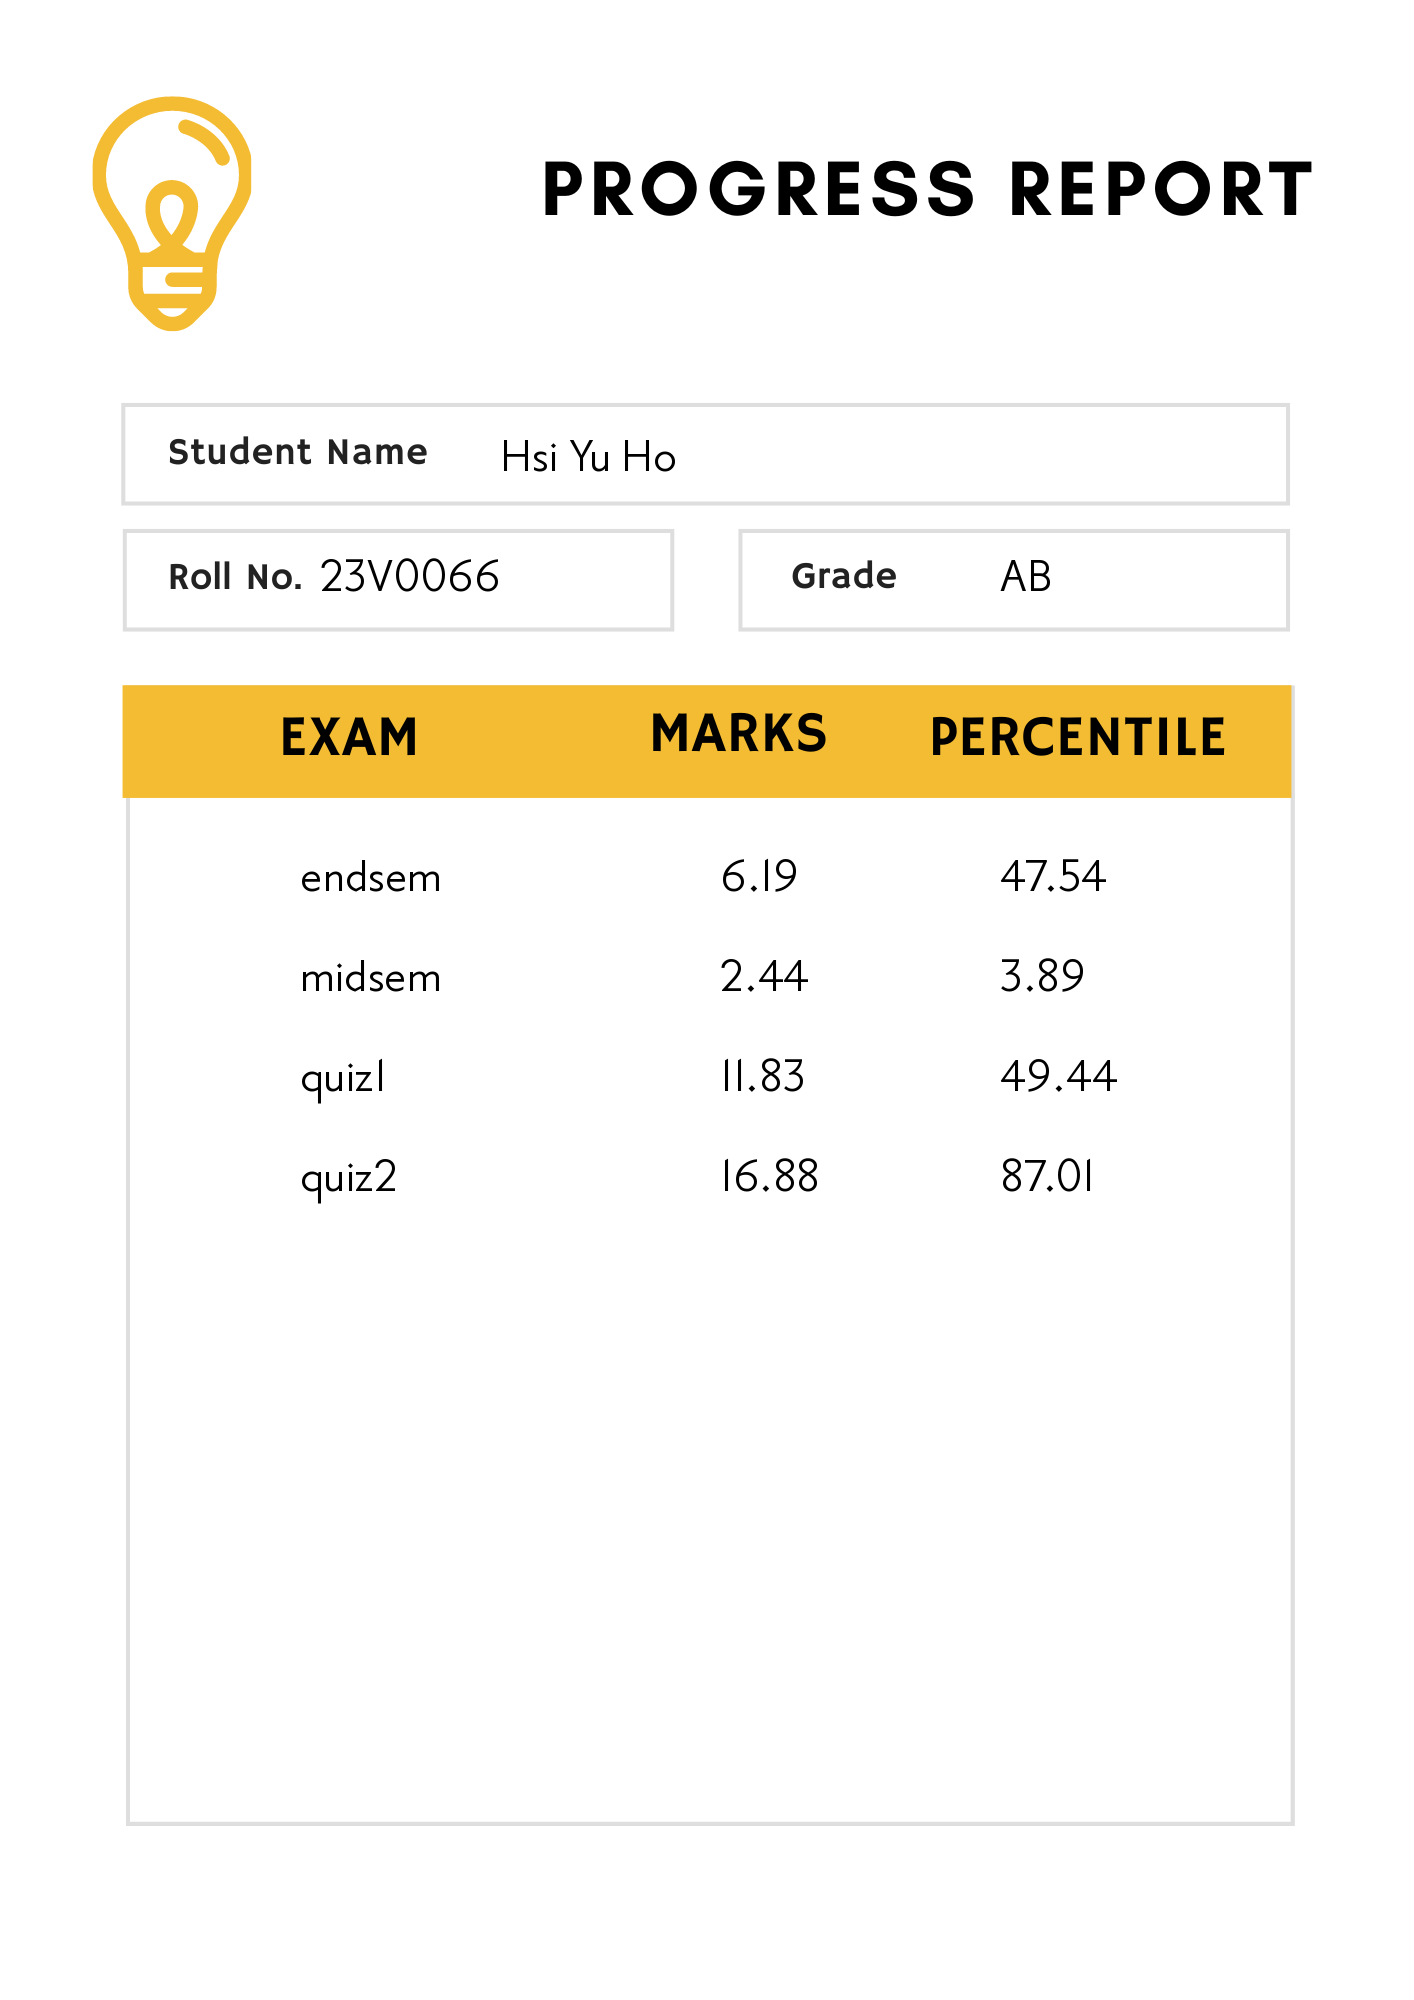 PROGRESS REPORT
Student Name Hsi Yu Ho
Roll No. 23V0066 Grade AB
EXAM MARKS PERCENTILE
endsem 6.19 47.54
midsem 2.44 3.89
quiz1 11.83 49.44
quiz2 16.88 87.01